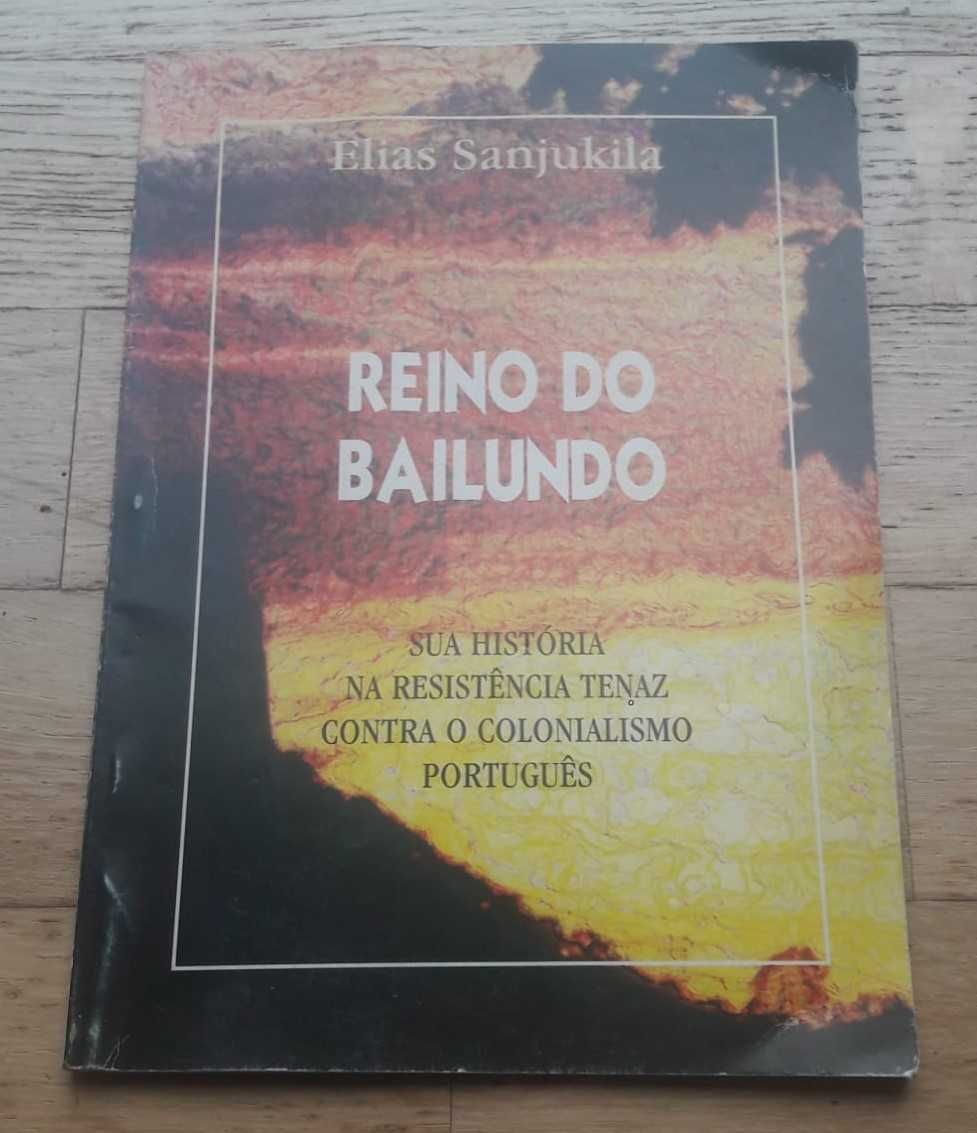 Elias Sanjukila
REINO DO
BAILUNDO
SUA HISTÓRIA
NA RESISTÊNCIA TENAZ
CONTRA O COLONIALISMO
PORTUGUÊS